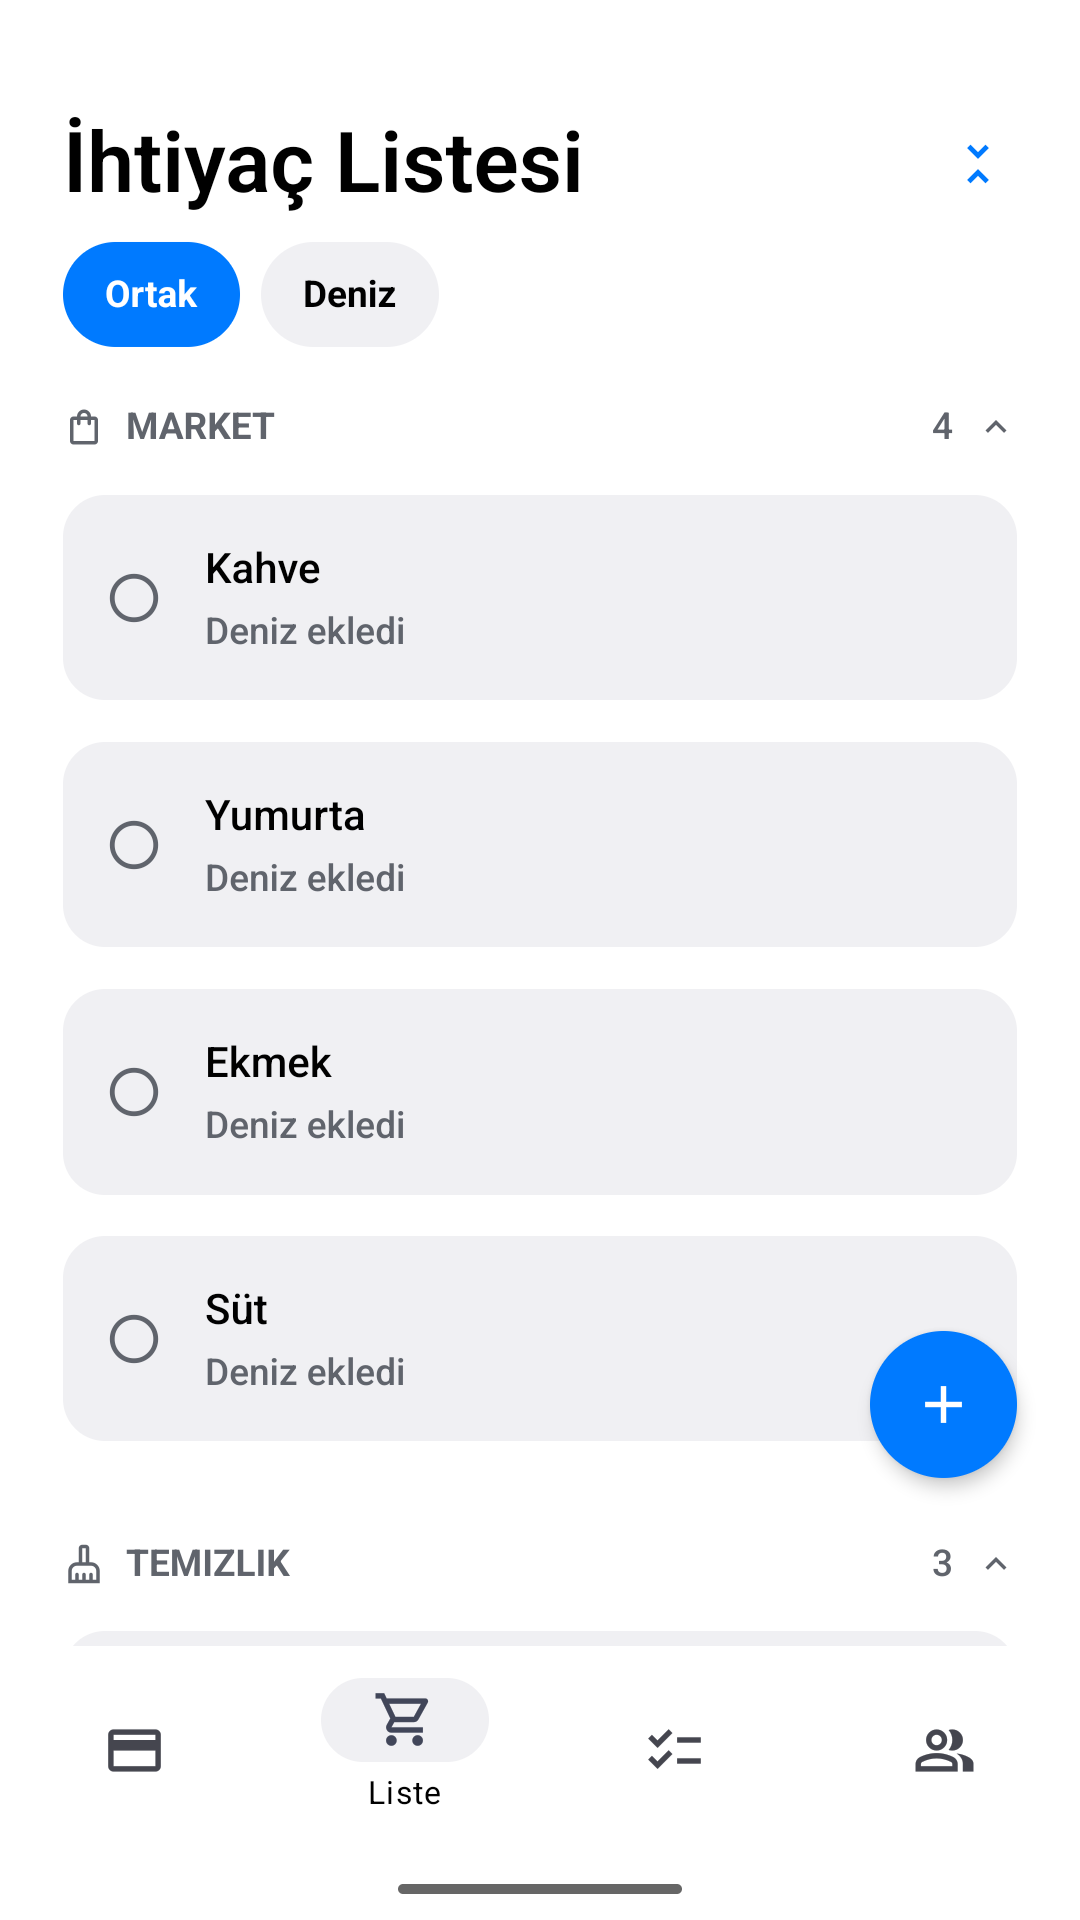 İhtiyaç Listesi
Ortak
Deniz
MARKET
4
Kahve
Deniz ekledi
Yumurta
Deniz ekledi
Ekmek
Deniz ekledi
Süt
Deniz ekledi
TEMIZLIK
3
Liste